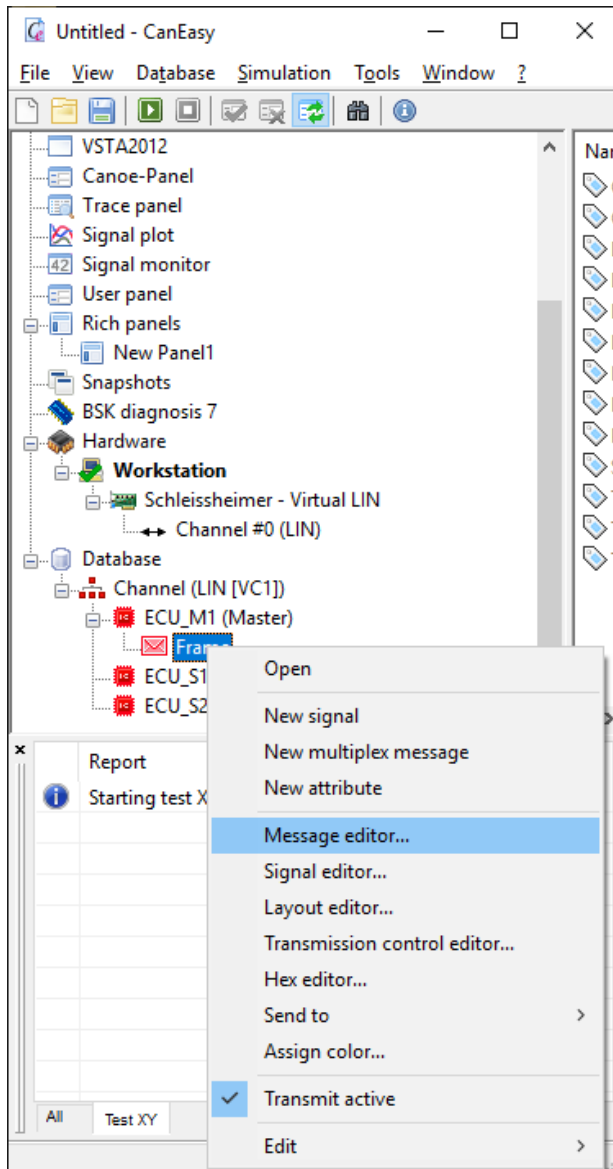 Untitled - CanEasy
File View Database Simulation Tools Window ?
VSTA2012
Canoe-Panel
Trace panel
Signal plot
42 Signal monitor
User panel
Rich panels
New Panel1
Snapshots
BSK diagnosis 7
Hardware
Workstation
Schleissheimer - Virtual LIN
Channel #0 (LIN)
Database
Channel (LIN [VC1])
ECU_M1 (Master)
Frame
ECU_S1
ECU_S2
Open
New signal
New multiplex message
New attribute
Message editor...
Signal editor...
Layout editor...
Transmission control editor...
Hex editor...
Send to
Assign color...
Transmit active
Edit
Report
Starting test X
All
Test XY